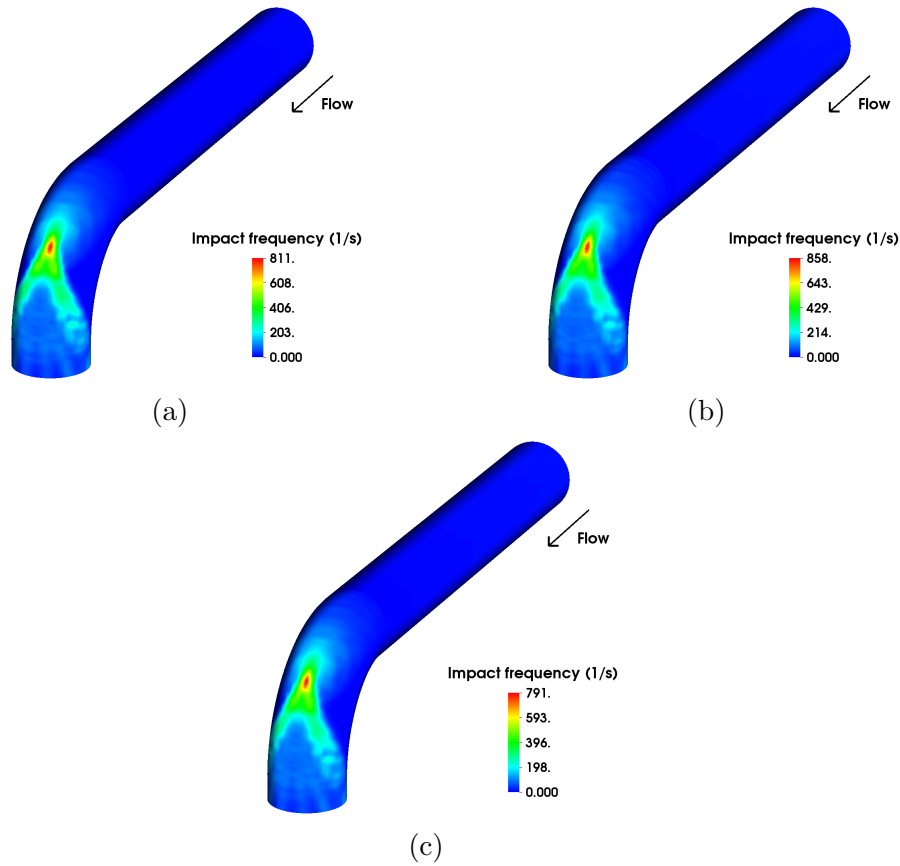 Flow
Impact frequency (1/s)
811.
608.
406.
203.
0.000
(a)
Flow
Impact frequency (1/s)
858.
643.
429.
214.
0.000
(b)
Flow
Impact frequency (1/s)
791.
593.
396.
198.
0.000
(c)